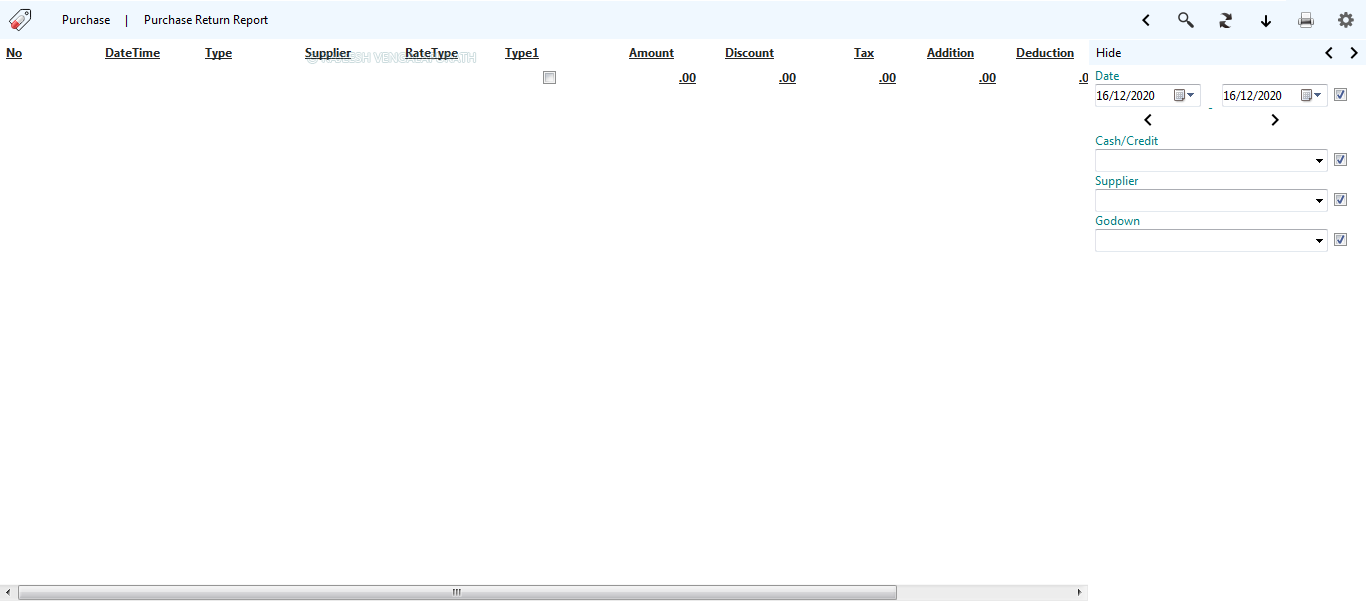 Purchase | Purchase Return Report
No DateTime Type Supplier RateType Type1 Amount Discount Tax Addition Deduction
.00 .00 .00 .00 .0
Hide
Date
16/12/2020 - 16/12/2020
Cash/Credit
Supplier
Godown